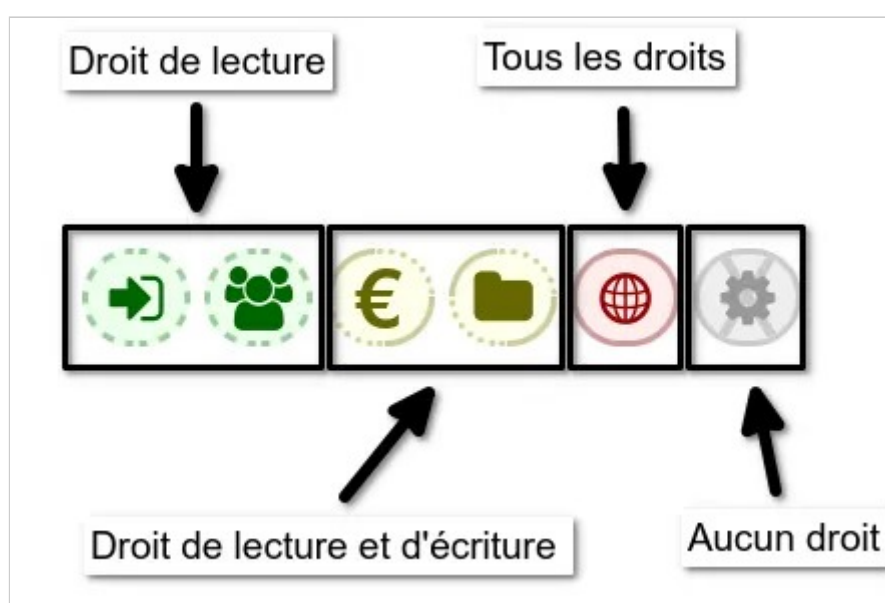 Droit de lecture
Tous les droits
€
Droit de lecture et d'écriture
Aucun droit